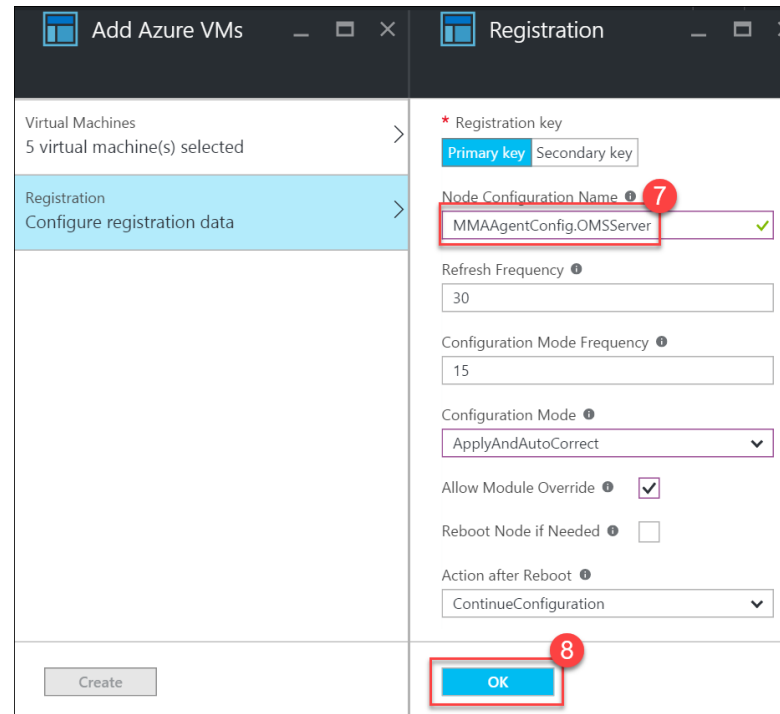 Add Azure VMs
Virtual Machines
5 virtual machine(s) selected
Registration
Configure registration data
Create
Registration
* Registration key
Primary key Secondary key
Node Configuration Name
7
MMAAgentConfig.OMSServer
Refresh Frequency
30
Configuration Mode Frequency
15
Configuration Mode
ApplyAndAutoCorrect
Allow Module Override
Reboot Node if Needed
Action after Reboot
ContinueConfiguration
8
OK